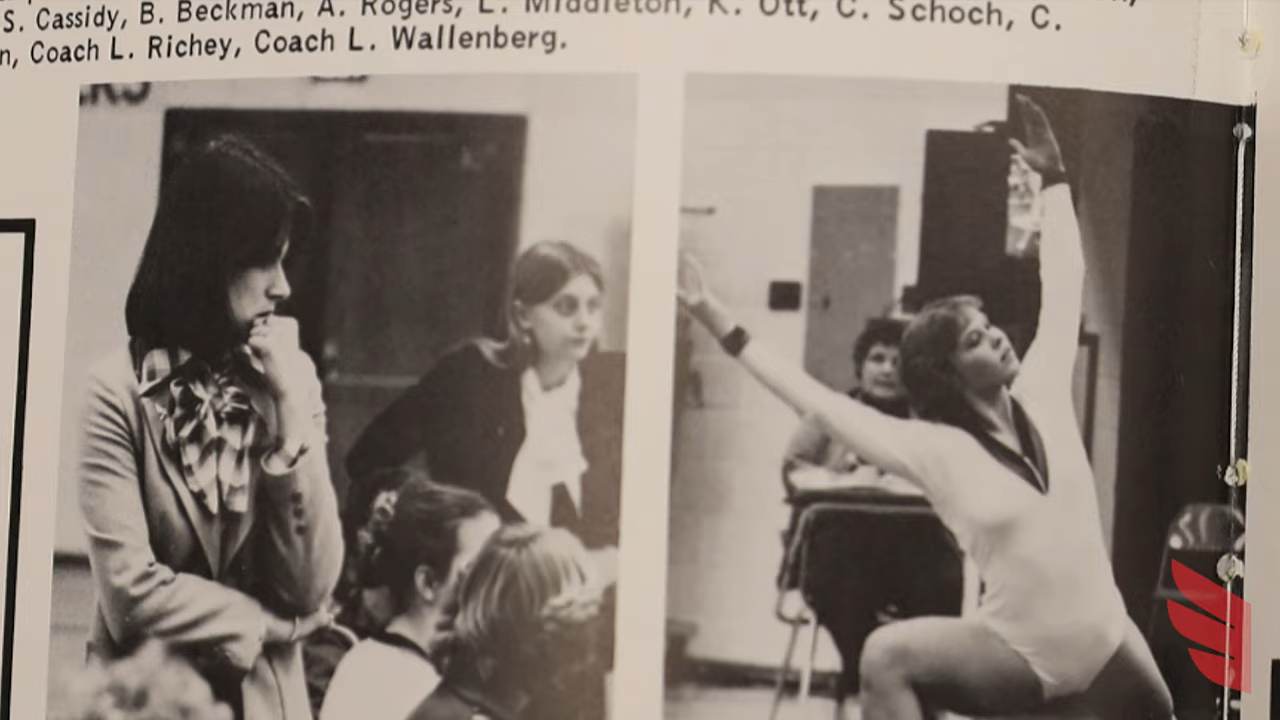 S. Cassidy, B. Beckman, A. Rogers, L. Middleton, K. Ott, C. Schoch, C.
n, Coach L. Richey, Coach L. Wallenberg.